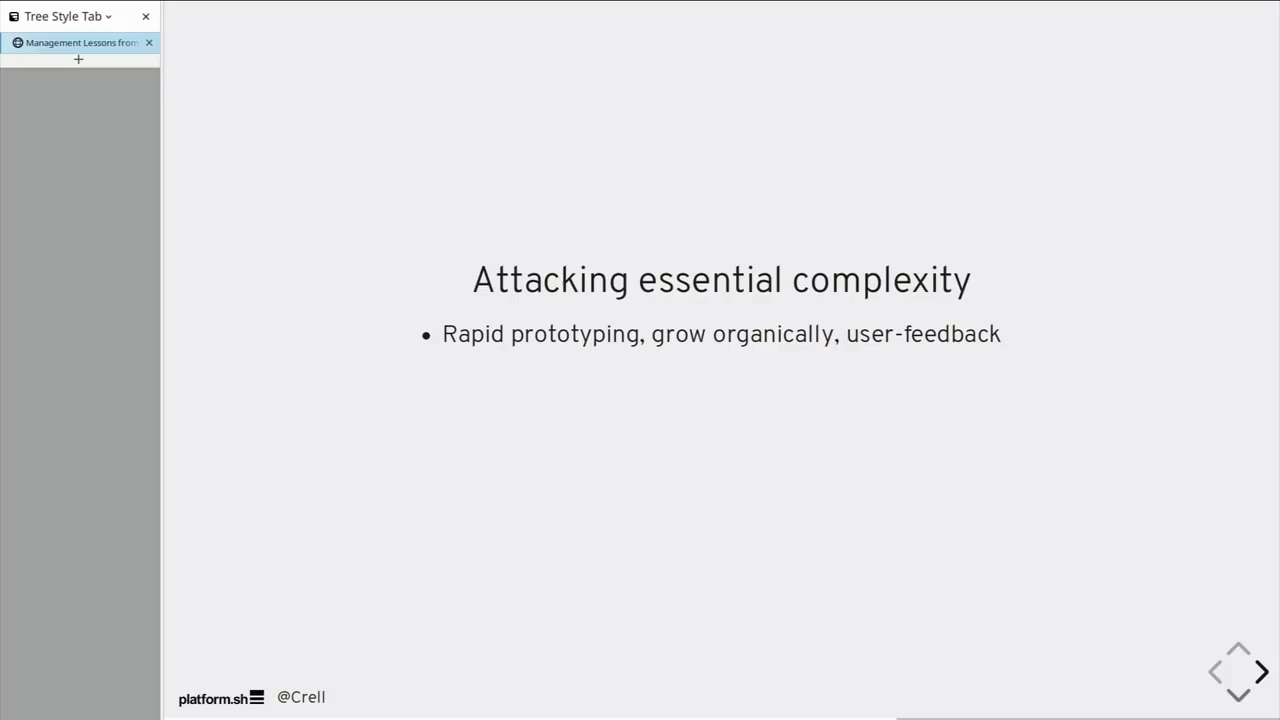 Tree Style Tab
Management Lessons from
Attacking essential complexity
• Rapid prototyping, grow organically, user-feedback
platform.sh @Crell